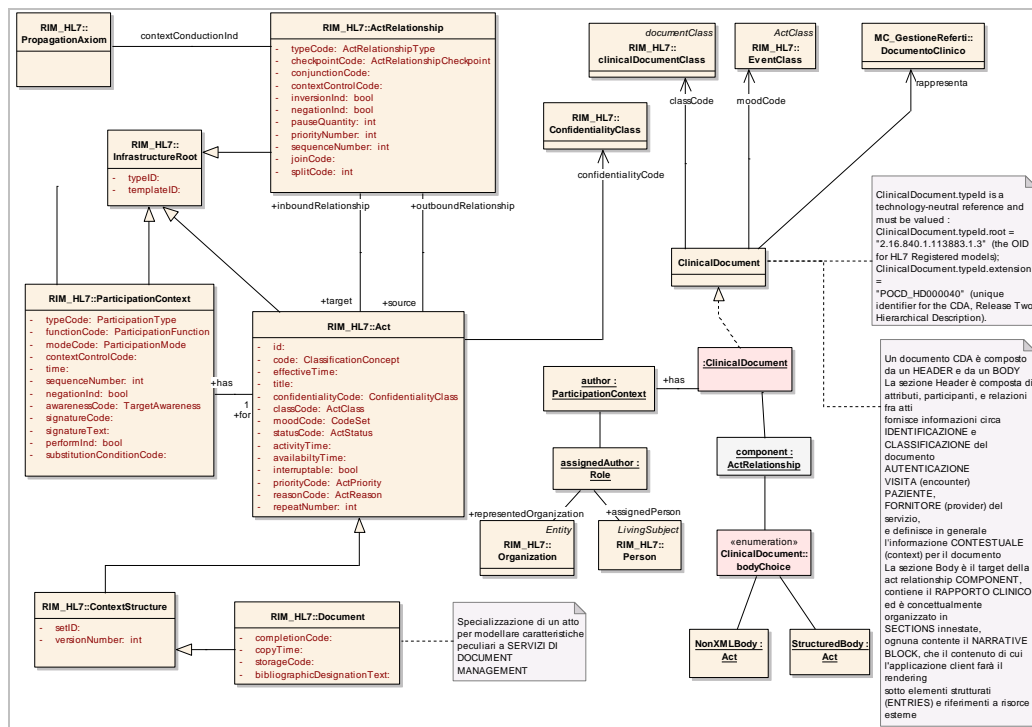 RIM_HL7::
PropagationAxiom
contextConductionInd
RIM_HL7::ActRelationship
- typeCode: ActRelationshipType
- checkpointCode: ActRelationshipCheckpoint
- conjunctionCode:
- contextControlCode:
- inversionInd: bool
- negationInd: bool
- pauseQuantity: int
- priorityNumber: int
- sequenceNumber: int
- joinCode:
- splitCode: int
documentClass
RIM_HL7::
clinicalDocumentClass
ActClass
RIM_HL7::
EventClass
MC_GestioneReferti::
DocumentoClinico
rappresenta
classCode
moodCode
RIM_HL7::
ConfidentialityClass
confidentialityCode
RIM_HL7::
InfrastructureRoot
- typeID:
- templateID:
+inboundRelationship
+outboundRelationship
+target
+source
ClinicalDocument
ClinicalDocument.typeId is a
technology-neutral reference and
must be valued :
ClinicalDocument.typeId.root =
"2.16.840.1.113883.1.3" (the OID
for HL7 Registered models);
ClinicalDocument.typeId.extension
=
"POCD_HD000040" (unique
identifier for the CDA, Release Two
Hierarchical Description).
RIM_HL7::ParticipationContext
- typeCode: ParticipationType
- functionCode: ParticipationFunction
- modeCode: ParticipationMode
- contextControlCode:
- time:
- sequenceNumber: int
- negationInd: bool
- awarenessCode: TargetAwareness
- signatureCode:
- signatureText:
- performInd: bool
- substitutionConditionCode:
+has
1
+for
RIM_HL7::Act
- id:
- code: ClassificationConcept
- effectiveTime:
- title:
- confidentialityCode: ConfidentialityClass
- classCode: ActClass
- moodCode: CodeSet
- statusCode: ActStatus
- activityTime:
- availabiltyTime:
- interruptable: bool
- priorityCode: ActPriority
- reasonCode: ActReason
- repeatNumber: int
:ClinicalDocument
+has
author :
ParticipationContext
assignedAuthor :
Role
+representedOrganization
+assignedPerson
Entity
RIM_HL7::
Organization
LivingSubject
RIM_HL7::
Person
component :
ActRelationship
«enumeration»
ClinicalDocument::
bodyChoice
NonXMLBody :
Act
StructuredBody :
Act
Un documento CDA è composto
da un HEADER e da un BODY
La sezione Header è composta di
attributi, participanti, e relazioni
fra atti
fornisce informazioni circa
IDENTIFICAZIONE e
CLASSIFICAZIONE del
documento
AUTENTICAZIONE
VISITA (encounter)
PAZIENTE,
FORNITORE (provider) del
servizio,
e definisce in generale
l'informazione CONTESTUALE
(context) per il documento
La sezione Body è il target della
act relationship COMPONENT,
contiene il RAPPORTO CLINICO
ed è concettualmente
organizzato in
SECTIONS innestate,
ognuna contente il NARRATIVE
BLOCK, che il contenuto di cui
l'applicazione client farà il
rendering
sotto elementi strutturati
(ENTRIES) e riferimenti a risorce
esterne
RIM_HL7::ContextStructure
- setID:
- versionNumber: int
RIM_HL7::Document
- completionCode:
- copyTime:
- storageCode:
- bibliographicDesignationText:
Specializzazione di un atto
per modellare caratteristiche
peculiari a SERVIZI DI
DOCUMENT
MANAGEMENT